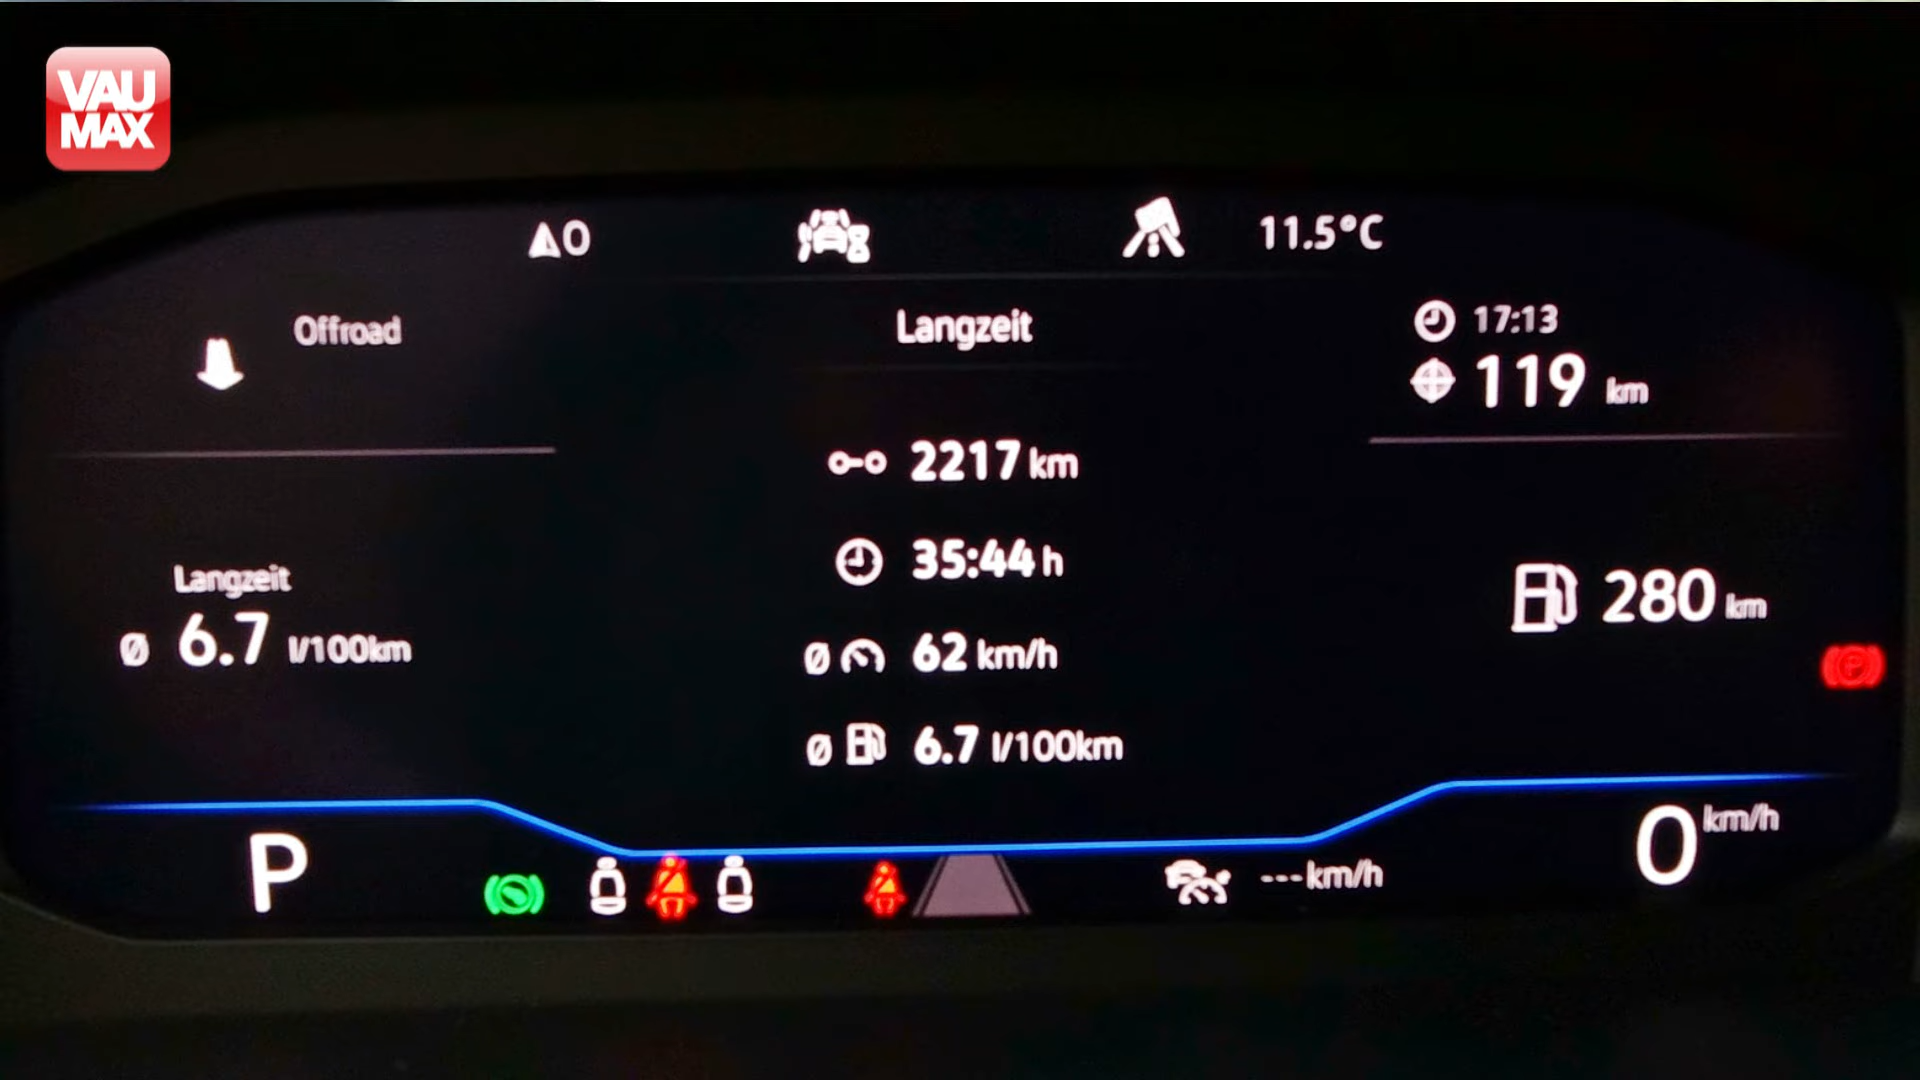 VAU
MAX
0
11.5°C
Offroad
Langzeit
17:13
119 km
2217 km
35:44 h
Langzeit
Ø 6.7 l/100km
280 km
Ø 62 km/h
Ø 6.7 l/100km
P
P
---km/h
0 km/h